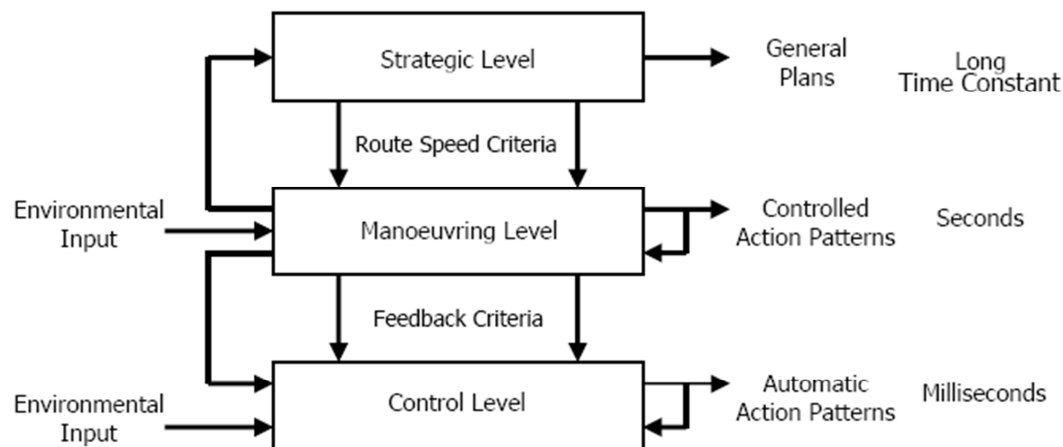 Strategic Level
General
Plans
Long
Time Constant
Route Speed Criteria
Environmental
Input
Manoeuvring Level
Controlled
Action Patterns
Seconds
Feedback Criteria
Environmental
Input
Control Level
Automatic
Action Patterns
Milliseconds